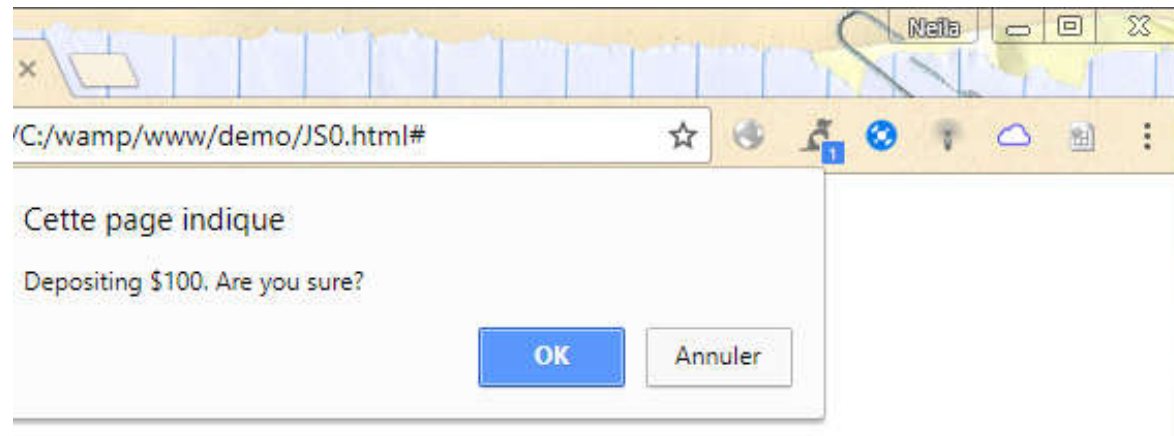 Neila
/C:/wamp/www/demo/JS0.html#
1
Cette page indique
Depositing $100. Are you sure?
OK Annuler